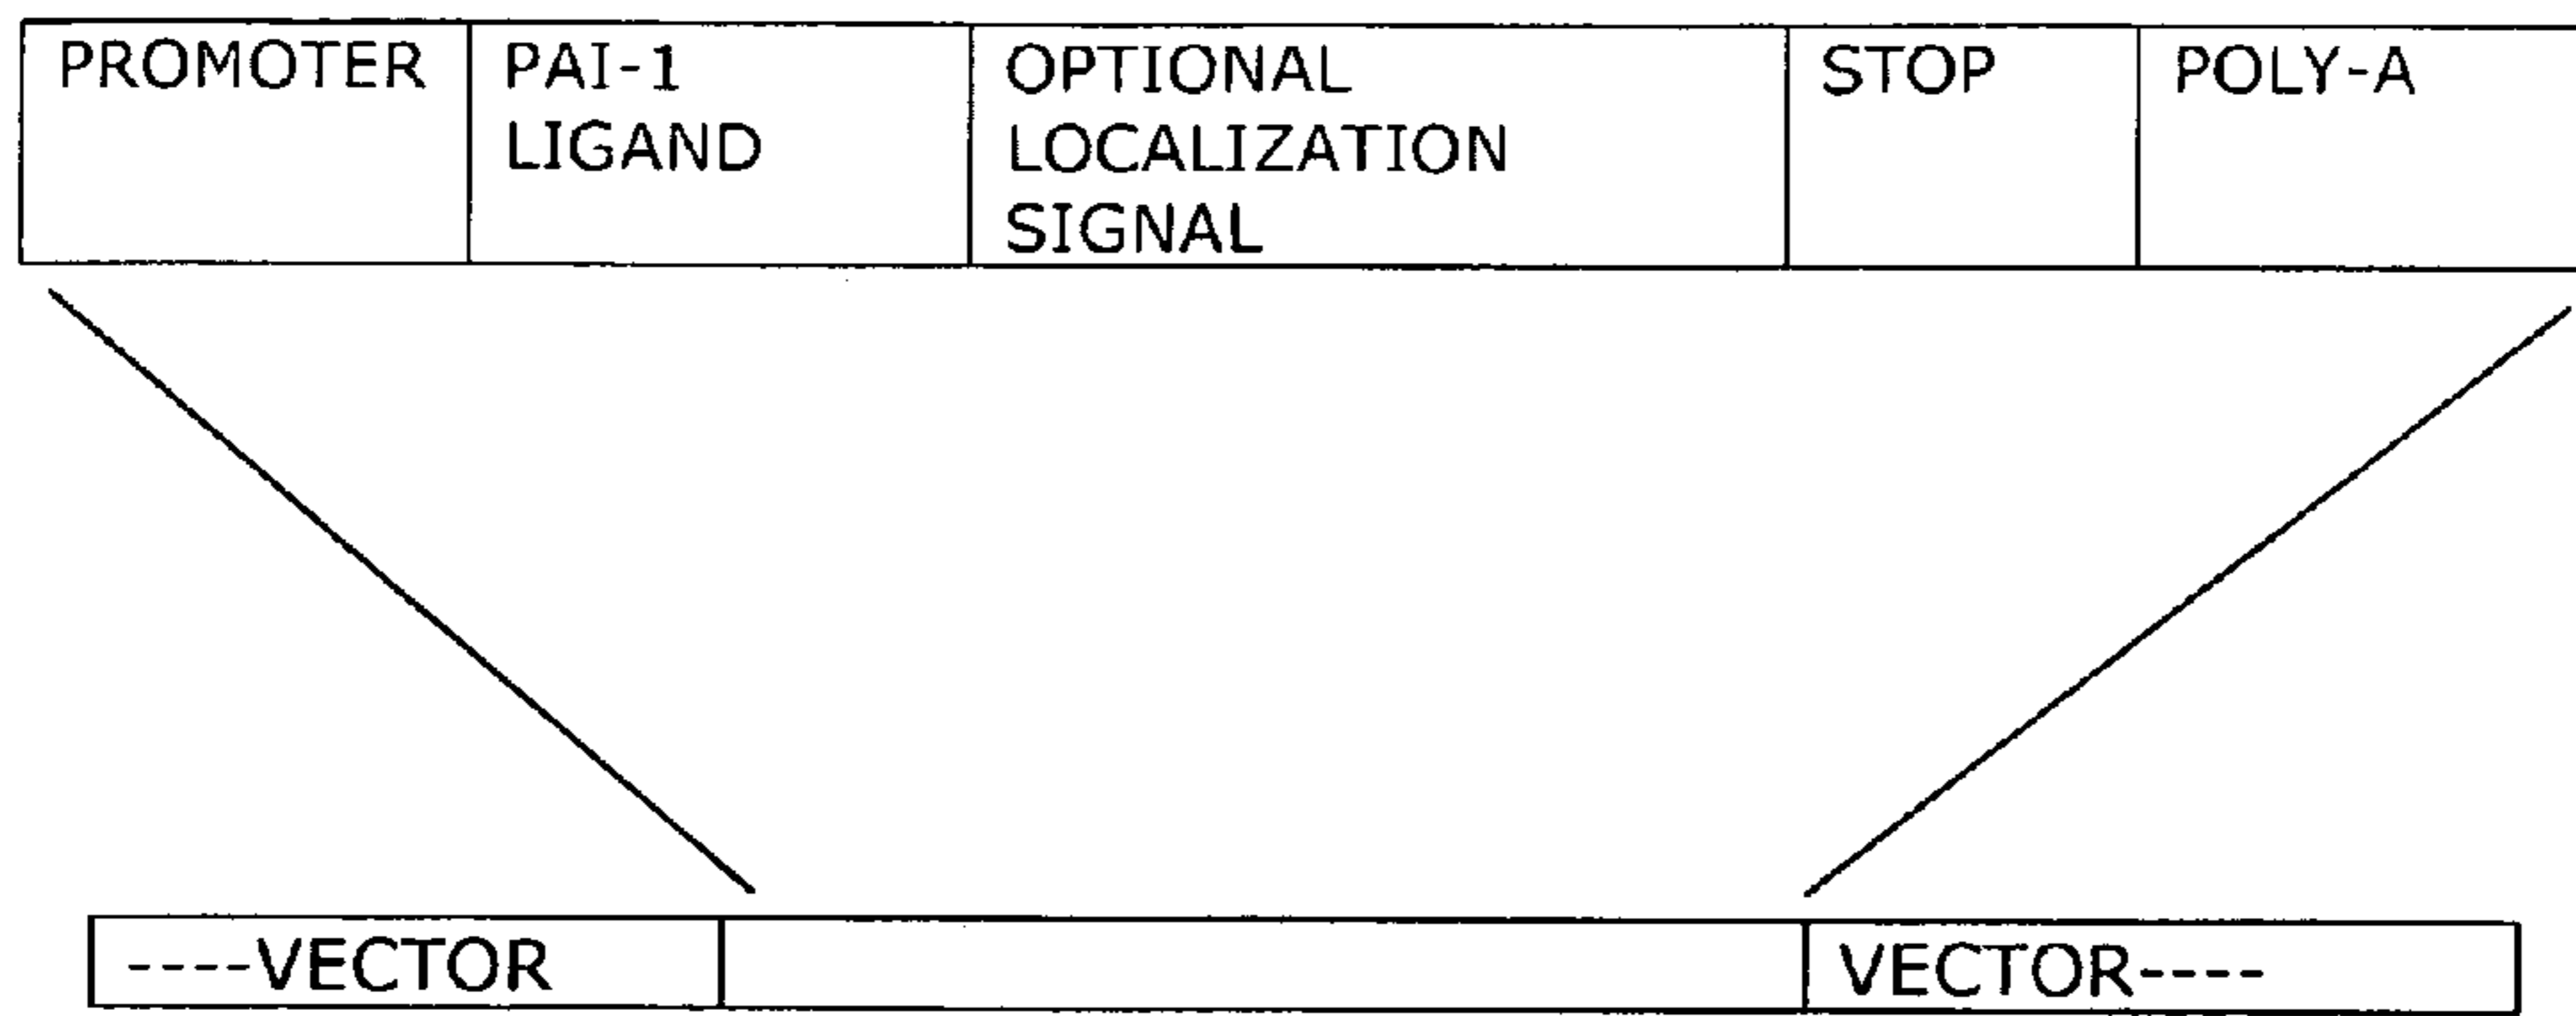 PROMOTER
PAI-1
LIGAND
OPTIONAL
LOCALIZATION
SIGNAL
STOP
POLY-A
----VECTOR
VECTOR----